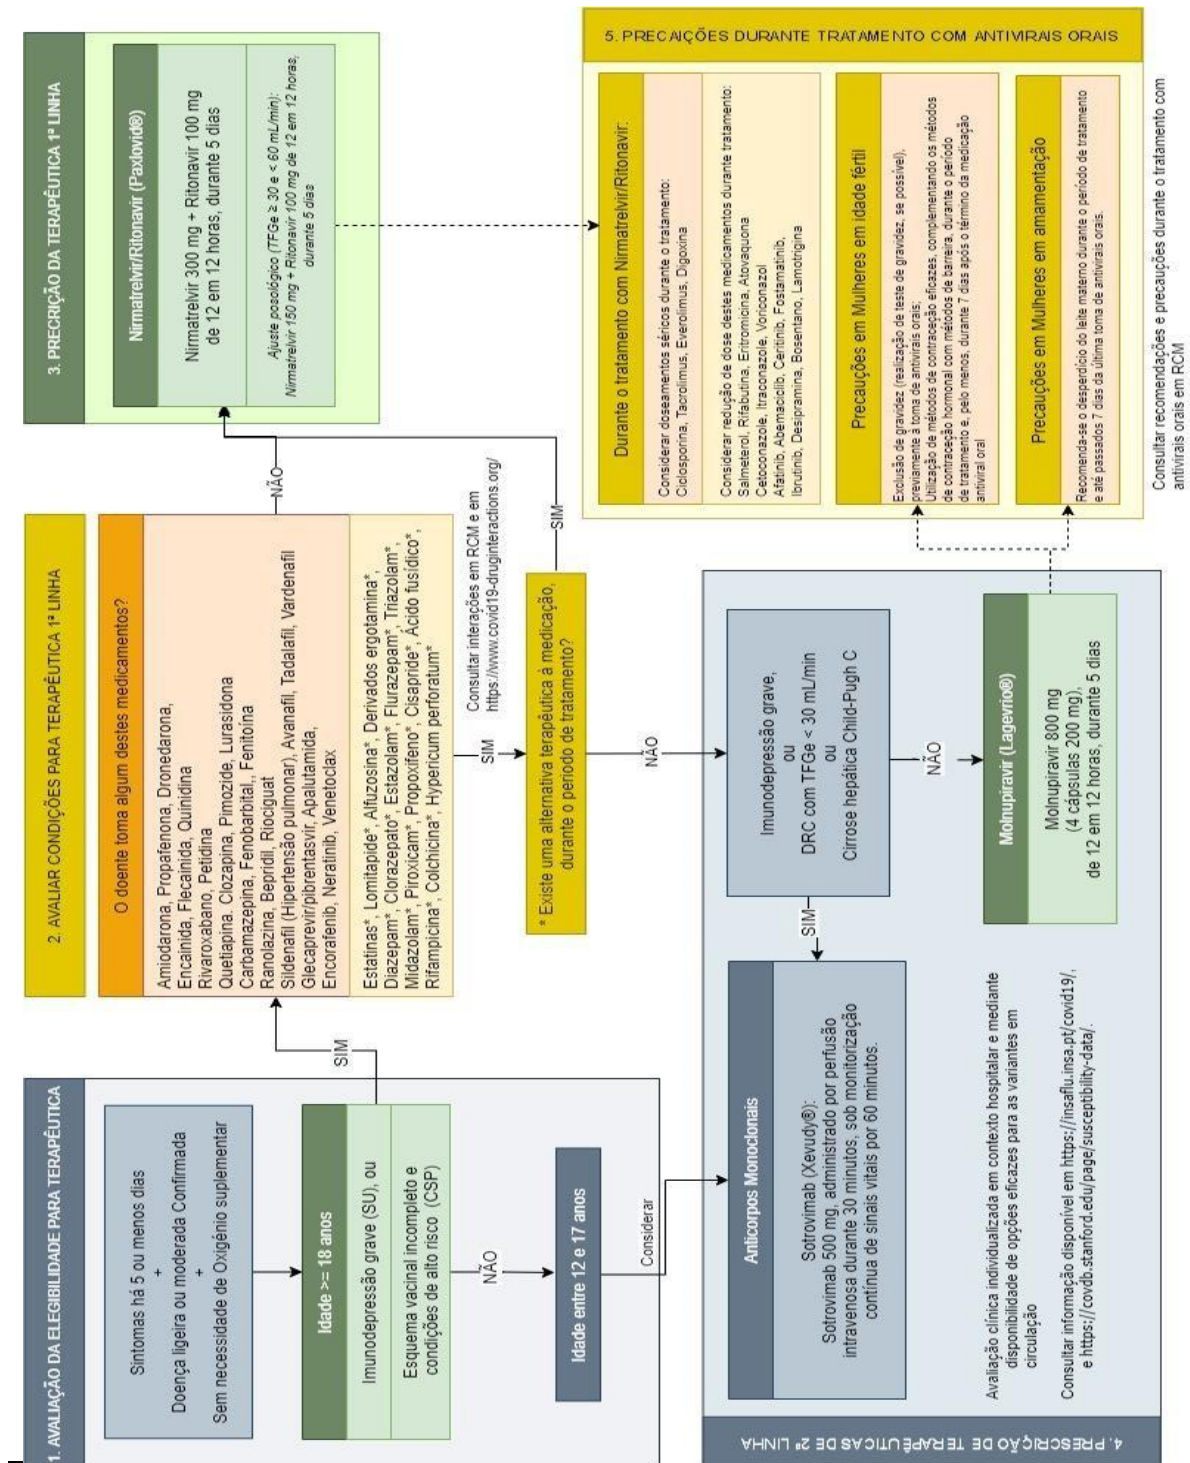 1. AVALIAÇÃO DA ELEGIBILIDADE PARA TERAPÊUTICA
Sintomas há 5 ou menos dias
+
Doença ligeira ou moderada Confirmada
+
Sem necessidade de Oxigénio suplementar
Idade >= 18 anos
Imunodepressão grave (SU), ou
Esquema vacinal incompleto e
condições de alto risco (CSP)
SIM
NÃO
Idade entre 12 e 17 anos
Considerar
2. AVALIAR CONDIÇÕES PARA TERAPÊUTICA 1ª LINHA
O doente toma algum destes medicamentos?
Amiodarona, Propafenona, Dronedarona,
Encainida, Flecainida, Quinidina
Rivaroxabano, Petidina
Quetiapina. Clozapina, Pimozide, Lurasidona
Carbamazepina, Fenobarbital,, Fenitoína
Ranolazina, Bepridil, Riociguat
Sildenafil (Hipertensão pulmonar), Avanafil, Tadalafil, Vardenafil
Glecaprevir/pibrentasvir, Apalutamida,
Encorafenib, Neratinib, Venetoclax
Estatinas*, Lomitapide*, Alfuzosina*, Derivados ergotamina*,
Diazepam*, Clorazepato*, Estazolam*, Flurazepam*, Triazolam*,
Midazolam*, Piroxicam*, Propoxifeno*, Cisapride*, Ácido fusídico*,
Rifampicina*, Colchicina*, Hypericum perforatum*
NÃO
SIM
Consultar interações em RCM e em
https://www.covid19-druginteractions.org/
* Existe uma alternativa terapêutica à medicação,
durante o período de tratamento?
SIM
NÃO
3. PRECRIÇÃO DA TERAPÊUTICA 1ª LINHA
Nirmatrelvir/Ritonavir (Paxlovid®)
Nirmatrelvir 300 mg + Ritonavir 100 mg
de 12 em 12 horas, durante 5 dias
Ajuste posológico (TFGe ≥ 30 e < 60 mL/min):
Nirmatrelvir 150 mg + Ritonavir 100 mg de 12 em 12 horas,
durante 5 dias
4. PRESCRIÇÃO DE TERAPÊUTICAS DE 2ª LINHA
Anticorpos Monoclonais
Sotrovimab (Xevudy®):
Sotrovimab 500 mg, administrado por perfusão
intravenosa durante 30 minutos, sob monitorização
contínua de sinais vitais por 60 minutos.
SIM
Imunodepressão grave,
ou
DRC com TFGe < 30 mL/min
ou
Cirrose hepática Child-Pugh C
NÃO
Avaliação clínica individualizada em contexto hospitalar e mediante
disponibilidade de opções eficazes para as variantes em
circulação
Consultar informação disponível em https://insaflu.insa.pt/covid19/,
e https://covdb.stanford.edu/page/susceptibility-data/.
Molnupiravir (Lagevrio®)
Molnupiravir 800 mg
(4 cápsulas 200 mg),
de 12 em 12 horas, durante 5 dias
5. PRECAIÇÕES DURANTE TRATAMENTO COM ANTIVIRAIS ORAIS
Durante o tratamento com Nirmatrelvir/Ritonavir:
Considerar doseamentos séricos durante o tratamento:
Ciclosporina, Tacrolimus, Everolimus, Digoxina
Considerar redução de dose destes medicamentos durante tratamento:
Salmeterol, Rifabutina, Eritromicina, Atovaquona
Cetoconazole, Itraconazole, Voriconazol
Afatinib, Abemaciclib, Ceritinib, Fostamatinib,
Ibrutinib, Desipramina, Bosentano, Lamotrigina
Precauções em Mulheres em idade fértil
Exclusão de gravidez (realização de teste de gravidez, se possível),
previamente à toma de antivirais orais;
Utilização de métodos de contraceção eficazes, complementando os métodos
de contraceção hormonal com métodos de barreira, durante o período
de tratamento e, pelo menos, durante 7 dias após o término da medicação
antiviral oral
Precauções em Mulheres em amamentação
Recomenda-se o desperdício do leite materno durante o período de tratamento
e até passados 7 dias da última toma de antivirais orais.
Consultar recomendações e precauções durante o tratamento com
antivirais orais em RCM